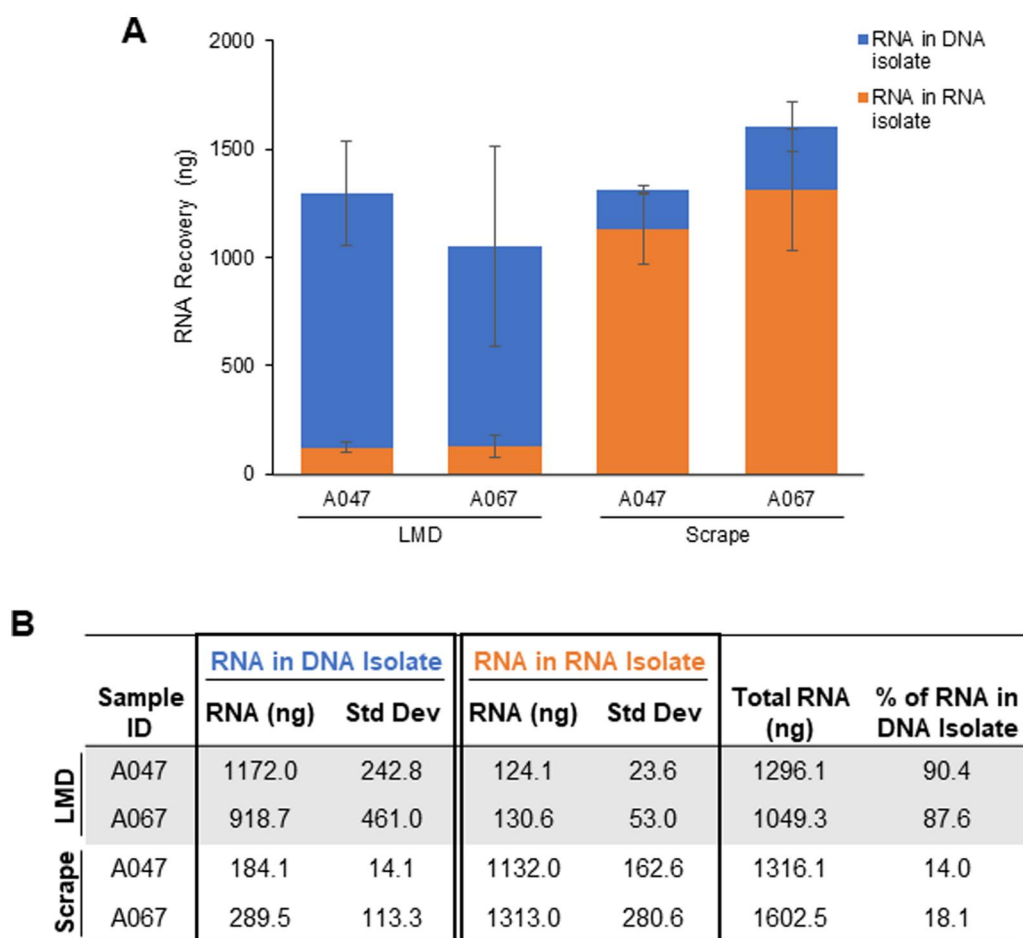 A
2000
1500
1000
500
0
RNA Recovery (ng)
RNA in DNA
isolate
RNA in RNA
isolate
A047 A067 A047 A067
LMD Scrape
B
RNA in DNA Isolate RNA in RNA Isolate
Sample
ID
RNA (ng) Std Dev RNA (ng) Std Dev
Total RNA
(ng)
% of RNA in
DNA Isolate
LMD
A047 1172.0 242.8 124.1 23.6 1296.1 90.4
A067 918.7 461.0 130.6 53.0 1049.3 87.6
Scrape
A047 184.1 14.1 1132.0 162.6 1316.1 14.0
A067 289.5 113.3 1313.0 280.6 1602.5 18.1